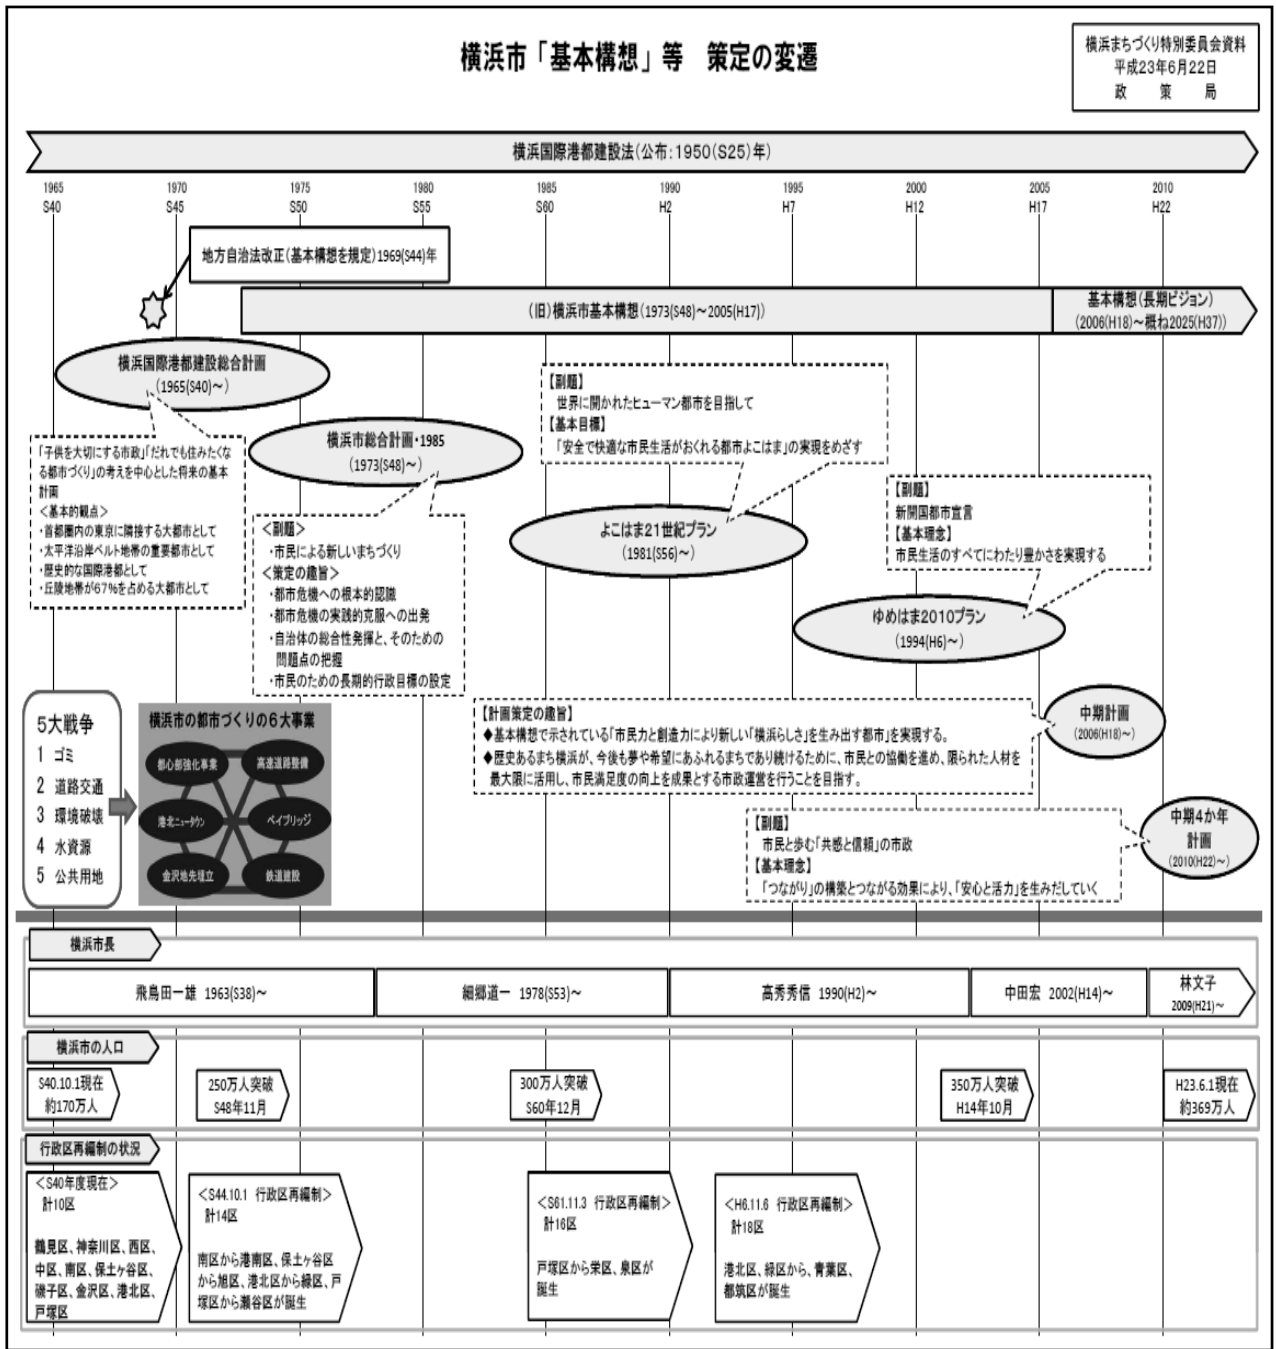 横浜市「基本構想」等　策定の変遷
横浜まちづくり特別委員会資料
平成23年6月22日
政　策　局
横浜国際港都建設法（公布：1950（S25）年）
1965 1970 1975 1980 1985 1990 1995 2000 2005 2010
S40 S45 S50 S55 S60 H2 H7 H12 H17 H22
地方自治法改正（基本構想を規定）1969(S44)年
（旧）横浜市基本構想（1973(S48)～2005(H17)）
基本構想（長期ビジョン）
（2006(H18)～概ね2025(H37)）
横浜国際港都建設総合計画
（1965(S40)～）
「子供を大切にする市政」「だれでも住みたくな
る都市づくり」の考えを中心とした将来の基本
計画
＜基本的観点＞
・首都圏内の東京に隣接する大都市として
・太平洋沿岸ベルト地帯の重要都市として
・歴史的な国際港都として
・丘陵地帯が67％を占める大都市として
横浜市総合計画・1985
（1973(S48)～）
＜副題＞
・市民による新しいまちづくり
＜策定の趣旨＞
・都市危機への根本的認識
・都市危機の実践的克服への出発
・自治体の総合性発揮と、そのための
問題点の把握
・市民のための長期的行政目標の設定
【副題】
世界に開かれたヒューマン都市を目指して
【基本目標】
「安全で快適な市民生活がおくれる都市よこはま」の実現をめざす
よこはま21世紀プラン
（1981(S56)～）
【副題】
新開国都市宣言
【基本理念】
市民生活のすべてにわたり豊かさを実現する
ゆめはま2010プラン
（1994(H6)～）
【計画策定の趣旨】
◆基本構想で示されている「市民力と創造力により新しい「横浜らしさ」を生み出す都市」を実現する。
◆歴史あるまち横浜が、今後も夢や希望にあふれるまちであり続けるために、市民との協働を進め、限られた人材を
最大限に活用し、市民満足度の向上を成果とする市政運営を行うことを目指す。
中期計画
（2006(H18)～）
【副題】
市民と歩む「共感と信頼」の市政
【基本理念】
「つながり」の構築とつながる効果により、「安心と活力」を生みだしていく
中期4か年
計画
（2010(H22)～）
5大戦争
1　ゴミ
2　道路交通
3　環境破壊
4　水資源
5　公共用地
横浜市の都市づくりの6大事業
都心部強化事業
高速道路整備
港北ニュータウン
ベイブリッジ
金沢地先埋立
鉄道建設
横浜市長
飛鳥田一雄 1963(S38)～
細郷道一 1978(S53)～
高秀秀信 1990(H2)～
中田宏 2002(H14)～
林文子
2009(H21)～
横浜市の人口
S40.10.1現在
約170万人
250万人突破
S48年11月
300万人突破
S60年12月
350万人突破
H14年10月
H23.6.1現在
約369万人
行政区再編制の状況
＜S40年度現在＞
計10区
鶴見区、神奈川区、西区、
中区、南区、保土ヶ谷区、
磯子区、金沢区、港北区、
戸塚区
＜S44.10.1 行政区再編制＞
計14区
南区から港南区、保土ヶ谷区
から旭区、港北区から緑区、戸
塚区から瀬谷区が誕生
＜S61.11.3 行政区再編制＞
計16区
戸塚区から栄区、泉区が
誕生
＜H6.11.6 行政区再編制＞
計18区
港北区、緑区から、青葉区、
都筑区が誕生